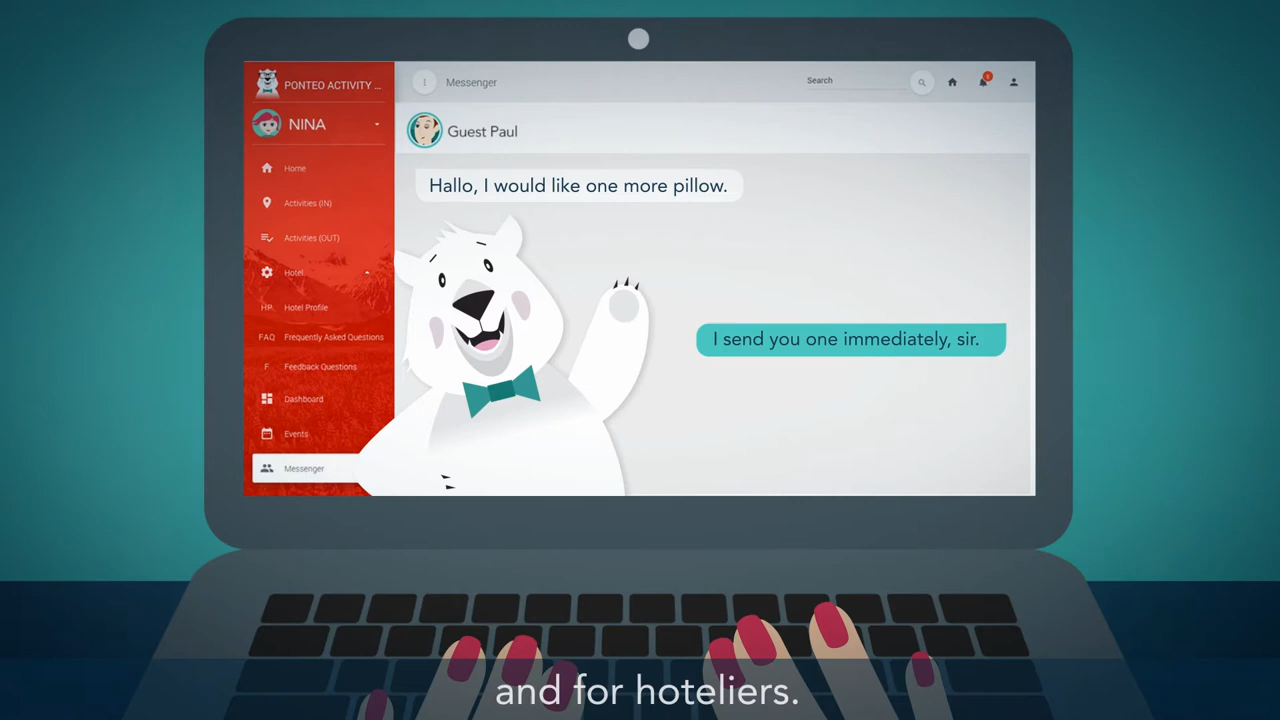 PONTEO ACTIVITY ...
Messenger
Search
NINA
Guest Paul
Home
Hallo, I would like one more pillow.
Activities (IN)
Activities (OUT)
Hotel
HP Hotel Profile
FAQ Frequently Asked Questions
I send you one immediately, sir.
F Feedback Questions
Dashboard
Events
Messenger
and for hoteliers.